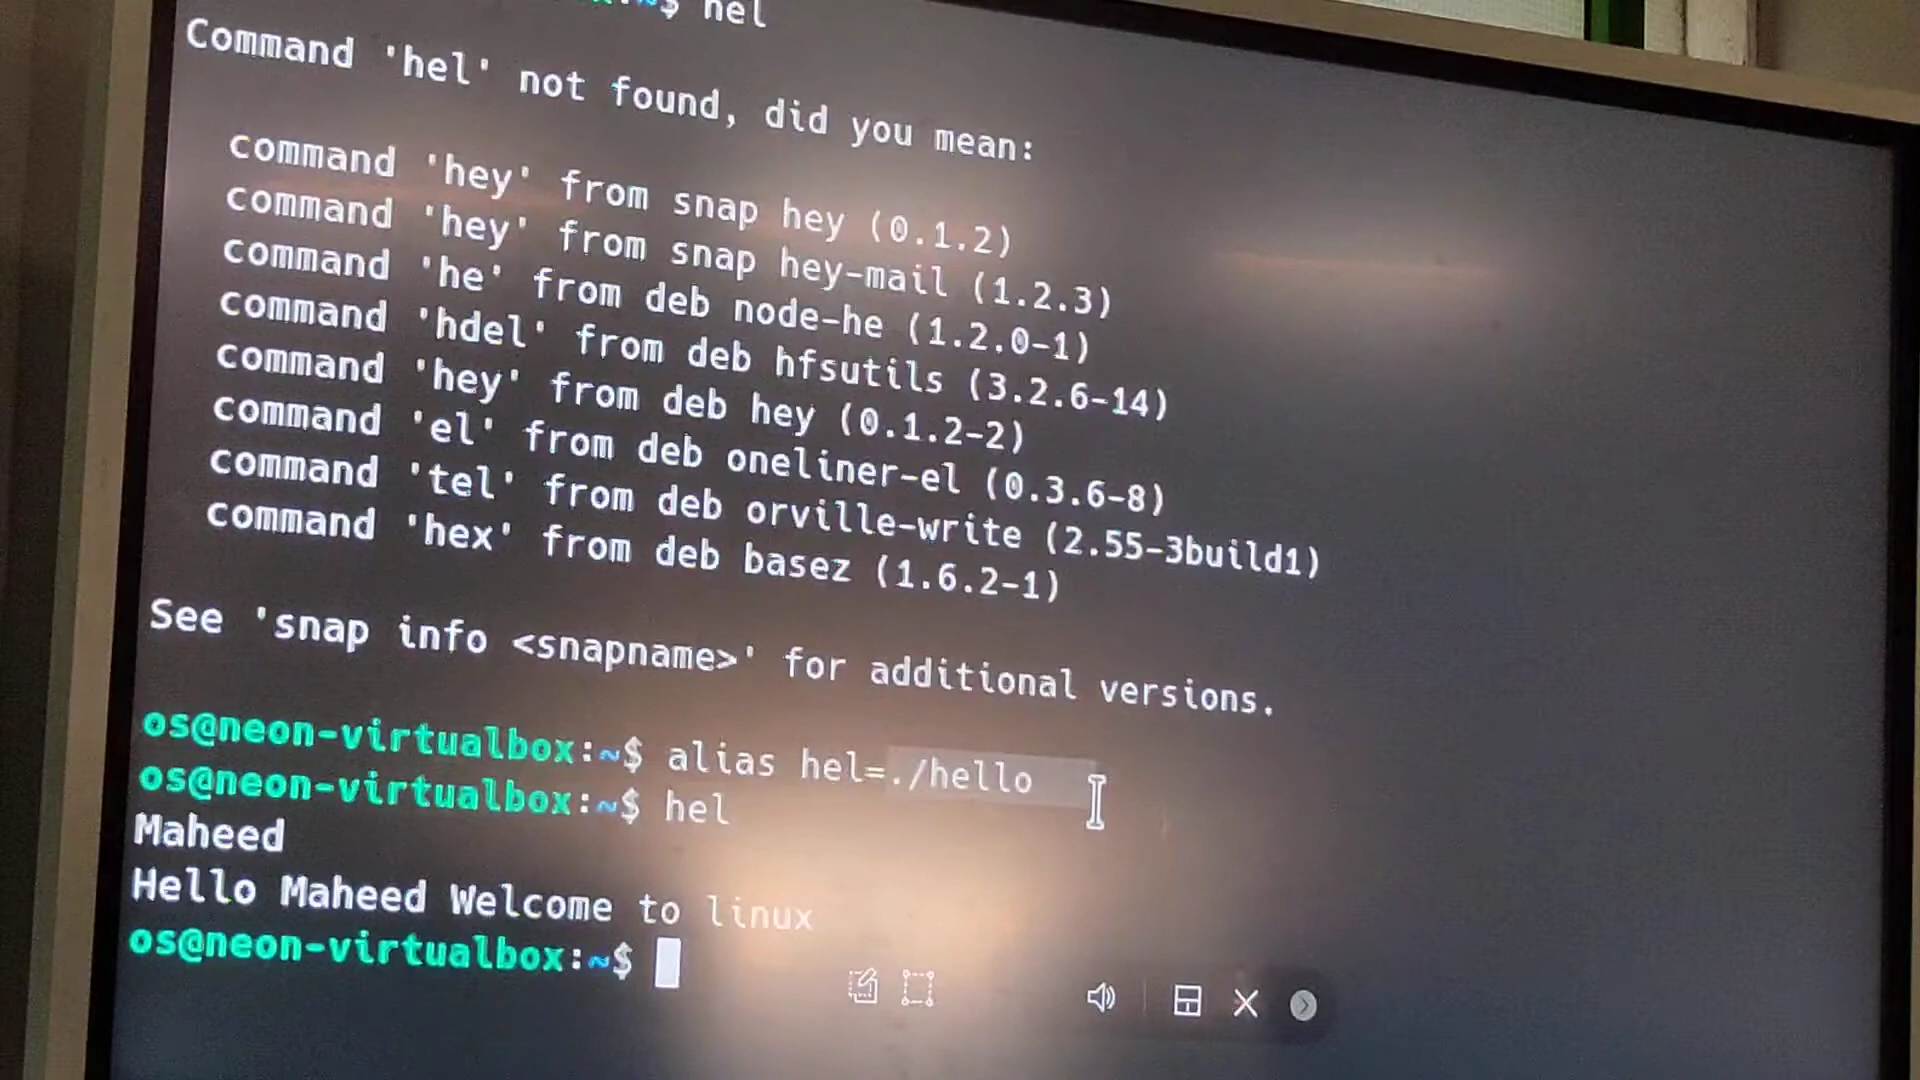 $ hel
Command 'hel' not found, did you mean:
command 'hey' from snap hey (0.1.2)
command 'hey' from snap hey-mail (1.2.3)
command 'he' from deb node-he (1.2.0-1)
command 'hdel' from deb hfsutils (3.2.6-14)
command 'hey' from deb hey (0.1.2-2)
command 'el' from deb oneliner-el (0.3.6-8)
command 'tel' from deb orville-write (2.55-3build1)
command 'hex' from deb basez (1.6.2-1)
See 'snap info <snapname>' for additional versions.
os@neon-virtualbox:~$ alias hel=./hello
os@neon-virtualbox:~$ hel
Maheed
Hello Maheed Welcome to linux
os@neon-virtualbox:~$